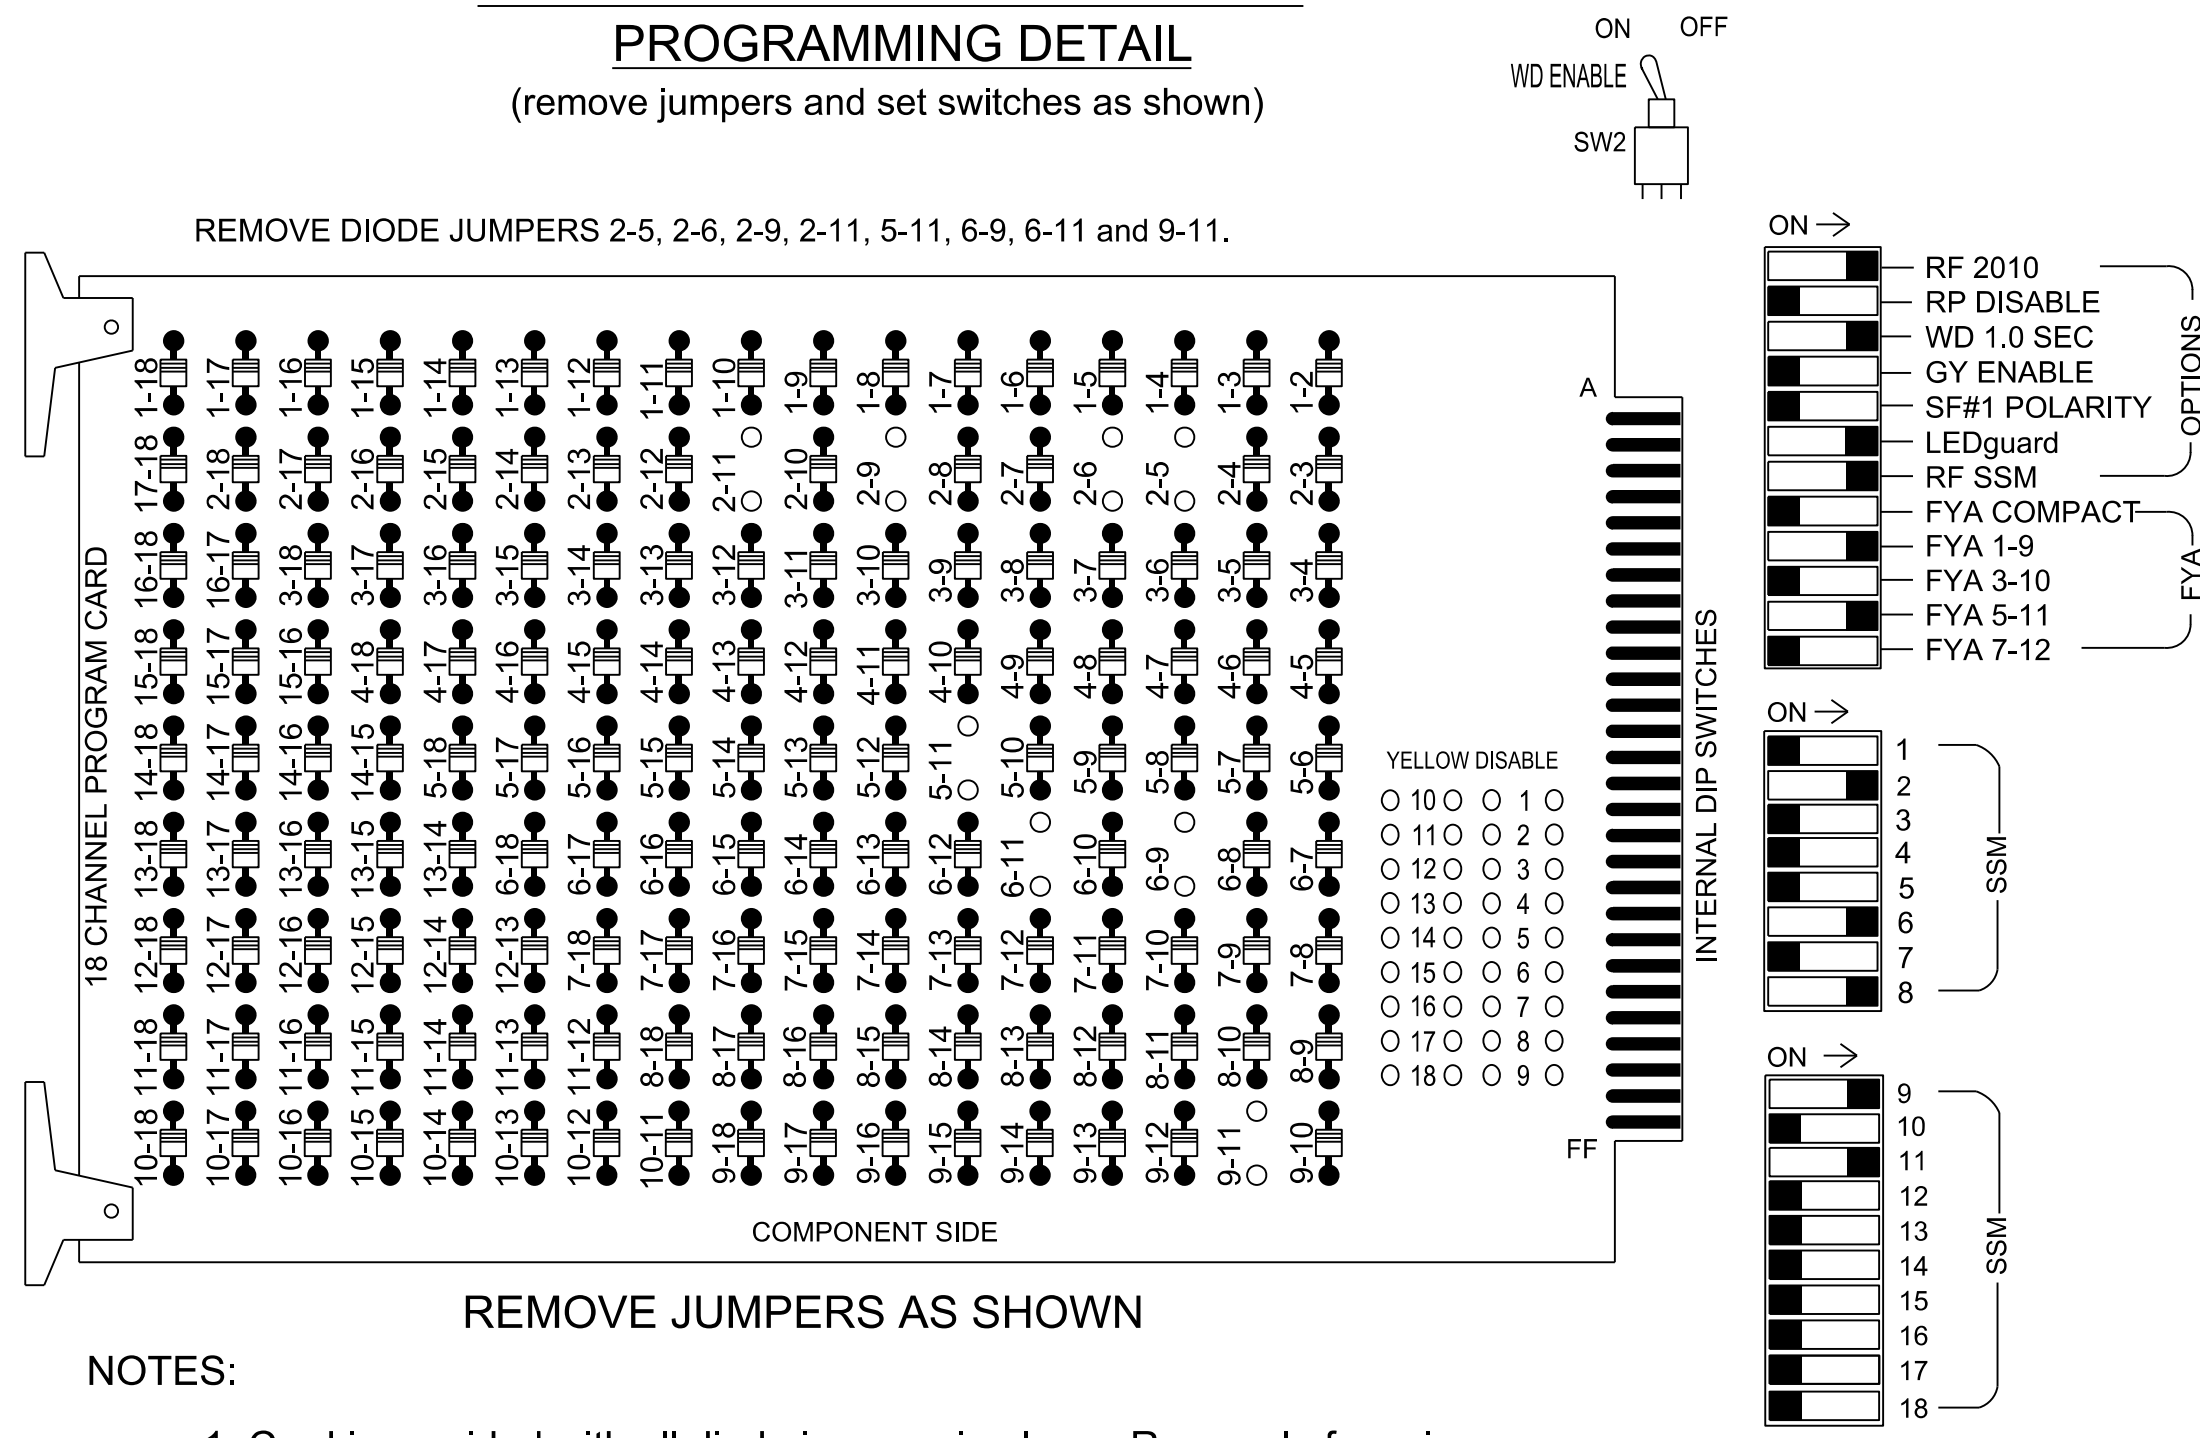 PROGRAMMING DETAIL
(remove jumpers and set switches as shown)
ON OFF
WD ENABLE
SW2
REMOVE DIODE JUMPERS 2-5, 2-6, 2-9, 2-11, 5-11, 6-9, 6-11 and 9-11.
18 CHANNEL PROGRAM CARD
1-18 1-17 1-16 1-15 1-14 1-13 1-12 1-11 1-10 1-9 1-8 1-7 1-6 1-5 1-4 1-3 1-2
17-18 2-18 2-17 2-16 2-15 2-14 2-13 2-12 2-11 2-10 2-9 2-8 2-7 2-6 2-5 2-4 2-3
16-18 16-17 3-18 3-17 3-16 3-15 3-14 3-13 3-12 3-11 3-10 3-9 3-8 3-7 3-6 3-5 3-4
15-18 15-17 15-16 4-18 4-17 4-16 4-15 4-14 4-13 4-12 4-11 4-10 4-9 4-8 4-7 4-6 4-5
14-18 14-17 14-16 14-15 5-18 5-17 5-16 5-15 5-14 5-13 5-12 5-11 5-10 5-9 5-8 5-7 5-6
13-18 13-17 13-16 13-15 13-14 6-18 6-17 6-16 6-15 6-14 6-13 6-12 6-11 6-10 6-9 6-8 6-7
12-18 12-17 12-16 12-15 12-14 12-13 7-18 7-17 7-16 7-15 7-14 7-13 7-12 7-11 7-10 7-9 7-8
11-18 11-17 11-16 11-15 11-14 11-13 11-12 8-18 8-17 8-16 8-15 8-14 8-13 8-12 8-11 8-10 8-9
10-18 10-17 10-16 10-15 10-14 10-13 10-12 10-11 9-18 9-17 9-16 9-15 9-14 9-13 9-12 9-11 9-10
YELLOW DISABLE
10 1
11 2
12 3
13 4
14 5
15 6
16 7
17 8
18 9
A
FF
COMPONENT SIDE
INTERNAL DIP SWITCHES
ON
RF 2010
RP DISABLE
WD 1.0 SEC
GY ENABLE
SF#1 POLARITY
LEDguard
RF SSM
OPTIONS
FYA COMPACT
FYA 1-9
FYA 3-10
FYA 5-11
FYA 7-12
FYA
ON
1
2
3
4
5
6
7
8
SSM
ON
9
10
11
12
13
14
15
16
17
18
SSM
REMOVE JUMPERS AS SHOWN
NOTES: